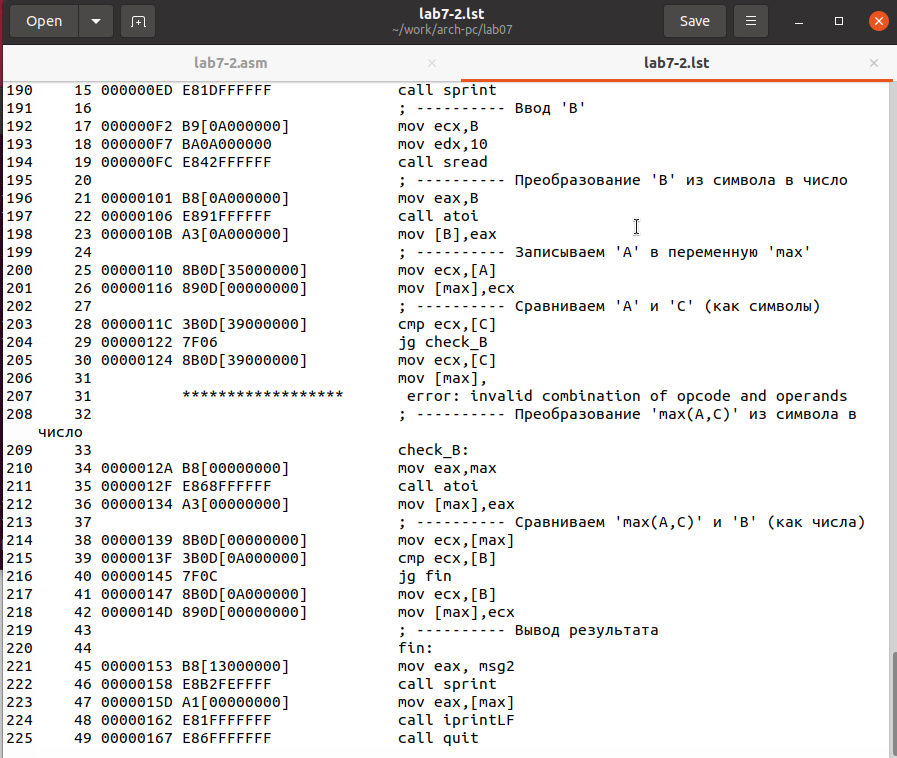 Open
lab7-2.lst
~/work/arch-pc/lab07
Save
lab7-2.asm
lab7-2.lst
190 15 000000ED E81DFFFFFF call sprint
191 16 ; ---------- Ввод 'B'
192 17 000000F2 B9[0A000000] mov ecx,B
193 18 000000F7 BA0A000000 mov edx,10
194 19 000000FC E842FFFFFF call sread
195 20 ; ---------- Преобразование 'B' из символа в число
196 21 00000101 B8[0A000000] mov eax,B
197 22 00000106 E891FFFFFF call atoi
198 23 0000010B A3[0A000000] mov [B],eax
199 24 ; ---------- Записываем 'A' в переменную 'max'
200 25 00000110 8B0D[35000000] mov ecx,[A]
201 26 00000116 890D[00000000] mov [max],ecx
202 27 ; ---------- Сравниваем 'A' и 'С' (как символы)
203 28 0000011C 3B0D[39000000] cmp ecx,[C]
204 29 00000122 7F06 jg check_B
205 30 00000124 8B0D[39000000] mov ecx,[C]
206 31 mov [max],
207 31 ****************** error: invalid combination of opcode and operands
208 32 ; ---------- Преобразование 'max(A,C)' из символа в
число
209 33 check_B:
210 34 0000012A B8[00000000] mov eax,max
211 35 0000012F E868FFFFFF call atoi
212 36 00000134 A3[00000000] mov [max],eax
213 37 ; ---------- Сравниваем 'max(A,C)' и 'B' (как числа)
214 38 00000139 8B0D[00000000] mov ecx,[max]
215 39 0000013F 3B0D[0A000000] cmp ecx,[B]
216 40 00000145 7F0C jg fin
217 41 00000147 8B0D[0A000000] mov ecx,[B]
218 42 0000014D 890D[00000000] mov [max],ecx
219 43 ; ---------- Вывод результата
220 44 fin:
221 45 00000153 B8[13000000] mov eax, msg2
222 46 00000158 E8B2FEFFFF call sprint
223 47 0000015D A1[00000000] mov eax,[max]
224 48 00000162 E81FFFFFFF call iprintLF
225 49 00000167 E86FFFFFFF call quit